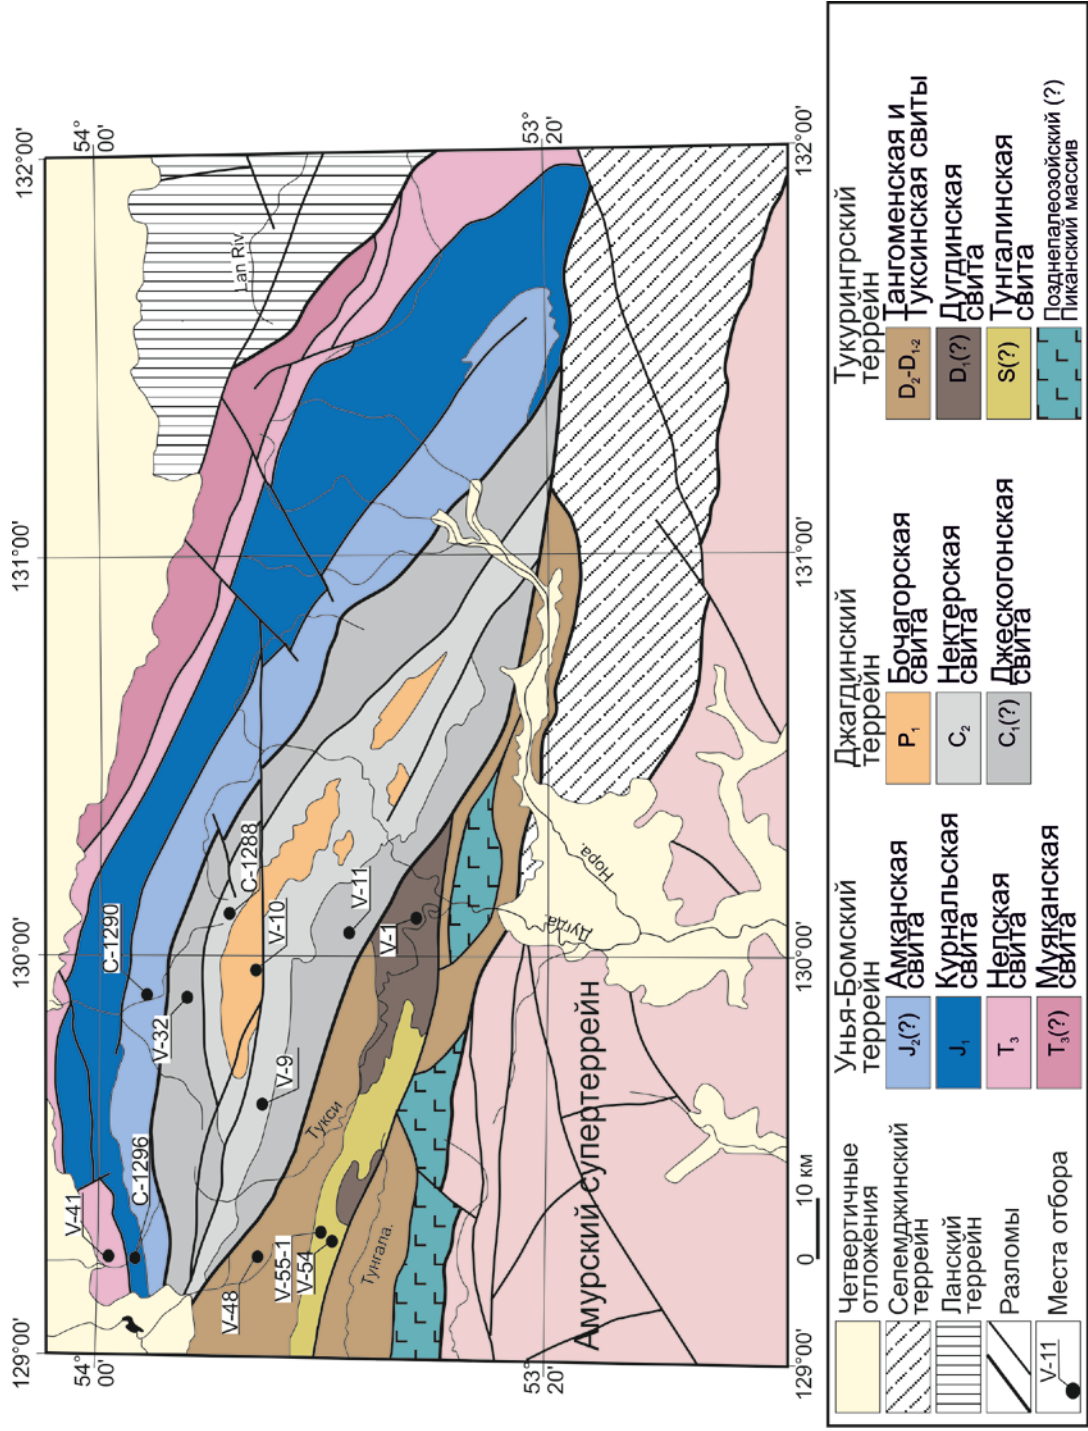 129°00'
130°00'
131°00'
132°00'
54°
00'
54°
00'
53°
20'
53°
20'
129°00'
130°00'
131°00'
132°00'
V-41
C-1296
C-1290
V-32
C-1288
V-10
V-9
V-11
V-1
V-48
V-55-1
V-54
Lan Riv.
Тукси
Тунгала.
Дугда.
Нора.
Амурский супертеррейн
0
10 км
Четвертичные
отложения
Селемджинский
террейн
Ланский
террейн
Разломы
V-11
Места отбора
Унья-Бомский
террейн
J₂(?)
Амканская
свита
J₁
Курнальская
свита
T₃
Нелская
свита
T₃(?)
Муяканская
свита
Джагдинский
террейн
P₁
Бочагорская
свита
C₂
Нектерская
свита
C₁(?)
Джескогонская
свита
Тукурингрский
террейн
D₂-D₁₋₂
Тангоменская и
Туксинская свиты
D₁(?)
Дугдинская
свита
S(?)
Тунгалинская
свита
Позднепалеозойский (?)
Пиканский массив